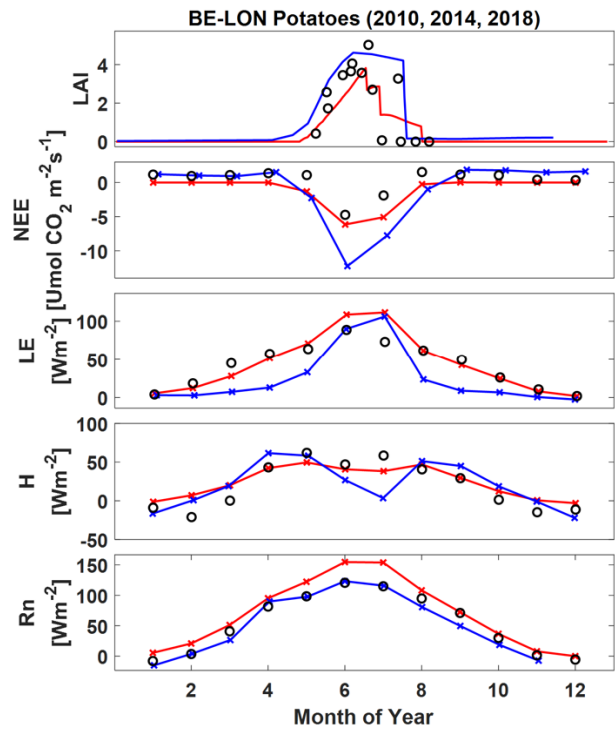 BE-LON Potatoes (2010, 2014, 2018)
LAI
4
2
0
NEE
[Umol CO2 m-2s-1]
0
-5
-10
LE
[Wm-2]
100
50
0
H
[Wm-2]
100
50
0
-50
Rn
[Wm-2]
150
100
50
0
2 4 6 8 10 12
Month of Year